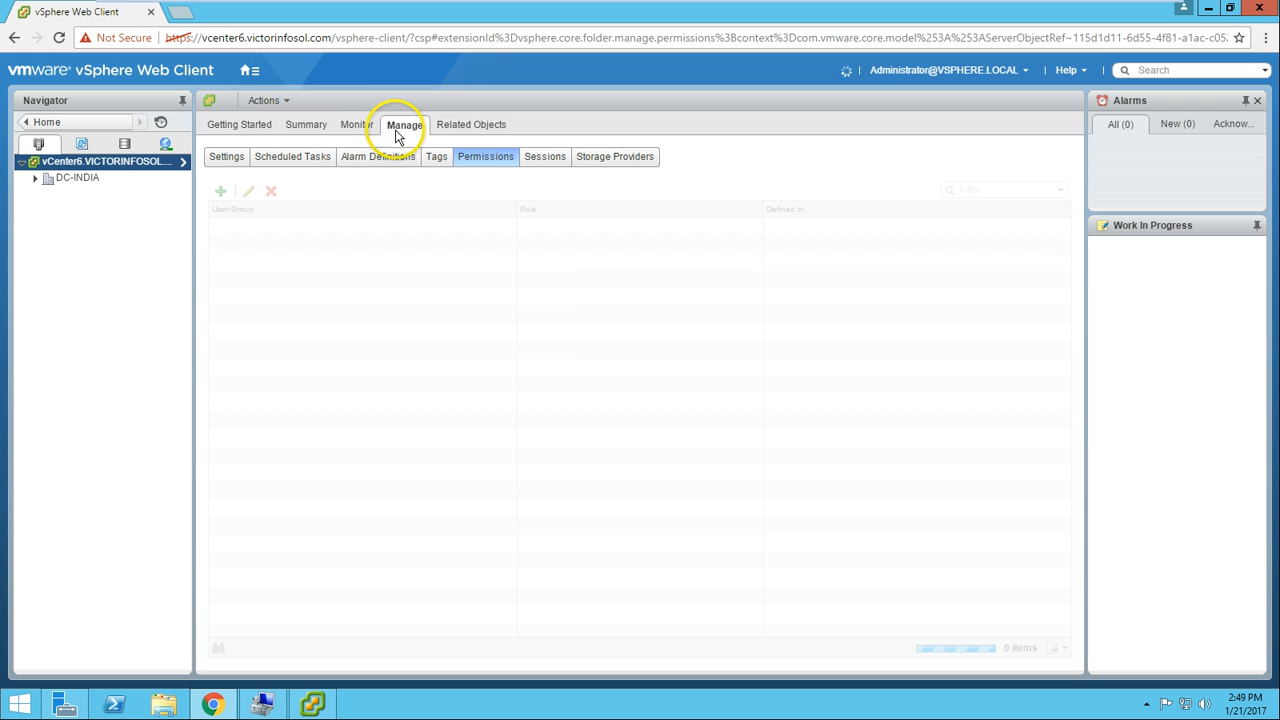 vSphere Web Client
Not Secure https://vcenter6.victorinfosol.com/vsphere-client/?csp#extensionId%3Dvsphere.core.folder.manage.permissions%3Bcontext%3Dcom.vmware.core.model%253A%253AServerObjectRef~115d1d11-6d55-4f81-a1ac-c05
vmware® vSphere Web Client
Administrator@VSPHERE.LOCAL
Help
Search
Navigator
Home
vCenter6.VICTORINFOSOL....
DC-INDIA
Actions
Getting Started Summary Monitor Manage Related Objects
Settings Scheduled Tasks Alarm Definitions Tags Permissions Sessions Storage Providers
Filter
User/Group Role Defined in
0 items
Alarms
All (0) New (0) Acknow...
Work In Progress
2:49 PM
1/21/2017